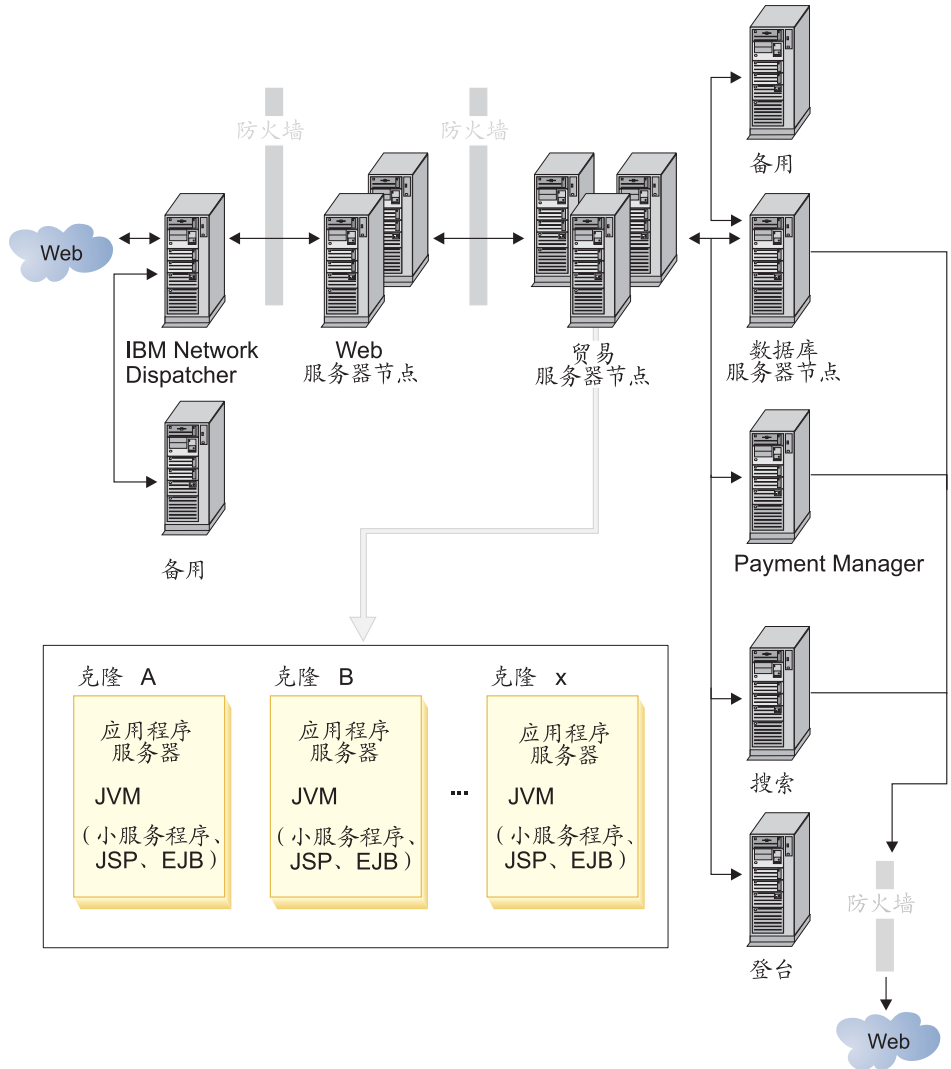 防火墙
防火墙
备用
Web
IBM Network
Dispatcher
Web
服务器节点
贸易
服务器节点
数据库
服务器节点
备用
Payment Manager
克隆 A
应用程序
服务器
JVM
(小服务程序、
JSP、EJB)
克隆 B
应用程序
服务器
JVM
(小服务程序、
JSP、EJB)
...
克隆 x
应用程序
服务器
JVM
(小服务程序、
JSP、EJB)
搜索
登台
防火墙
Web